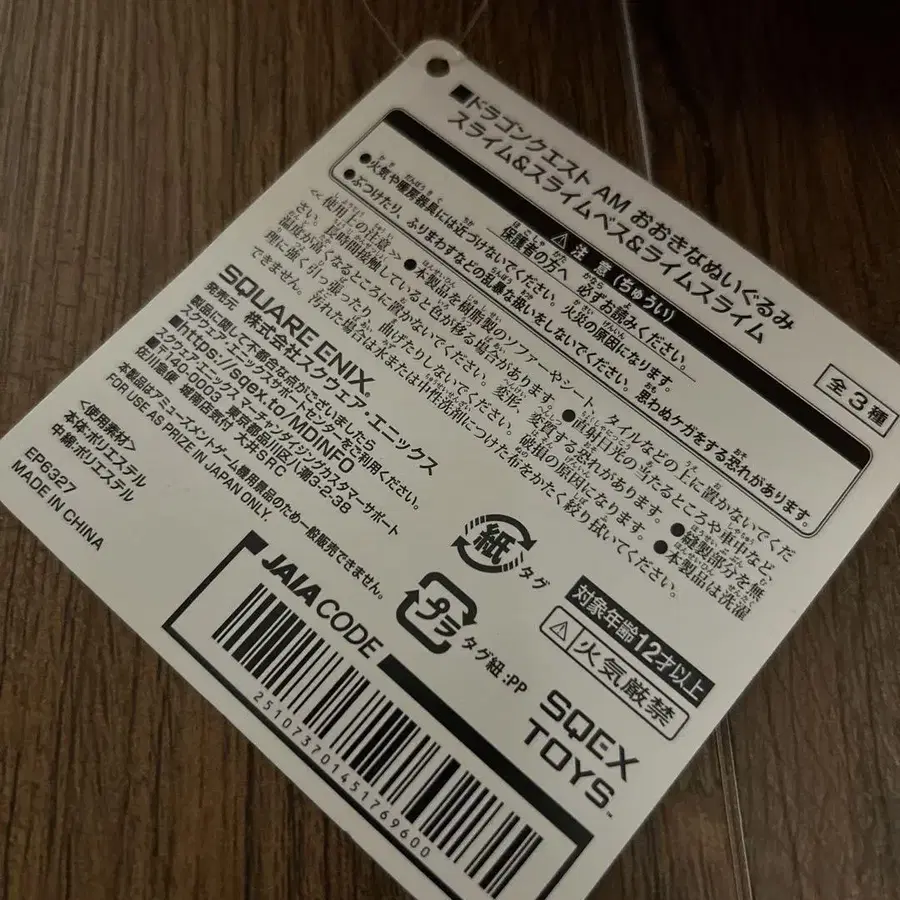 ■ドラゴンクエスト AM おおきなぬいぐるみ
スライム&スライムベス&ライムスライム
全3種
⚠ 注意 (ちゅうい)
保護者の方へ 必ずお読みください。
●火気や暖房器具には近づけないでください。火災の原因になります。
●ぶつけたり、ふりまわすなどの乱暴な扱いをしないでください。思わぬケガをする恐れがあります。
<使用上の注意> ●本製品を樹脂製のソファーやシート、タイルなどの上に置かないでくだ
さい。長時間接触していると色が移る場合があります。 ●直射日光の当たるところや車中など、
温度が高くなるところに置かないでください。変形、変質する恐れがあります。 ●縫製部分を無
理に強く引っ張ったり、曲げたりしないでください。破損の原因になります。 ●本製品は洗濯
できません。汚れた場合は水または中性洗剤につけた布をかたく絞り拭いてください。
SQUARE ENIX®
発売元 株式会社スクウェア・エニックス
製品に関して不都合な点がございましたら
スクウェア・エニックスサポートセンターをご利用ください。
■https://sqex.to/MDINFO
スクウェア・エニックス マーチャンダイジングカスタマーサポート
■〒140-0003 東京都品川区八潮3-2-38
佐川急便 城南店気付 大井SRC
本製品はアミューズメントゲーム機用景品のため一般販売できません。
FOR USE AS PRIZE IN JAPAN ONLY.
<使用素材>
本体:ポリエステル
中綿:ポリエステル
EP6327
MADE IN CHINA
紙 タグ
プラ タグ紐:PP
対象年齢12才以上
⚠ 火気厳禁
SQEX
TOYS™
JAIA CODE
251073701451769600